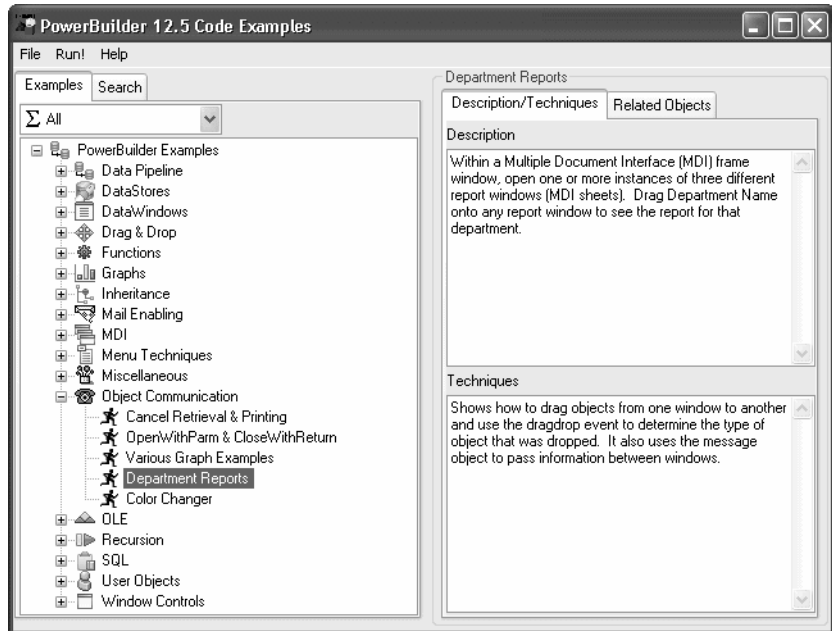 PowerBuilder 12.5 Code Examples
File Run! Help
Examples Search
Σ All
PowerBuilder Examples
Data Pipeline
DataStores
DataWindows
Drag & Drop
Functions
Graphs
Inheritance
Mail Enabling
MDI
Menu Techniques
Miscellaneous
Object Communication
Cancel Retrieval & Printing
OpenWithParm & CloseWithReturn
Various Graph Examples
Department Reports
Color Changer
OLE
Recursion
SQL
User Objects
Window Controls
Department Reports
Description/Techniques Related Objects
Description
Within a Multiple Document Interface (MDI) frame
window, open one or more instances of three different
report windows (MDI sheets). Drag Department Name
onto any report window to see the report for that
department.
Techniques
Shows how to drag objects from one window to another
and use the dragdrop event to determine the type of
object that was dropped. It also uses the message
object to pass information between windows.